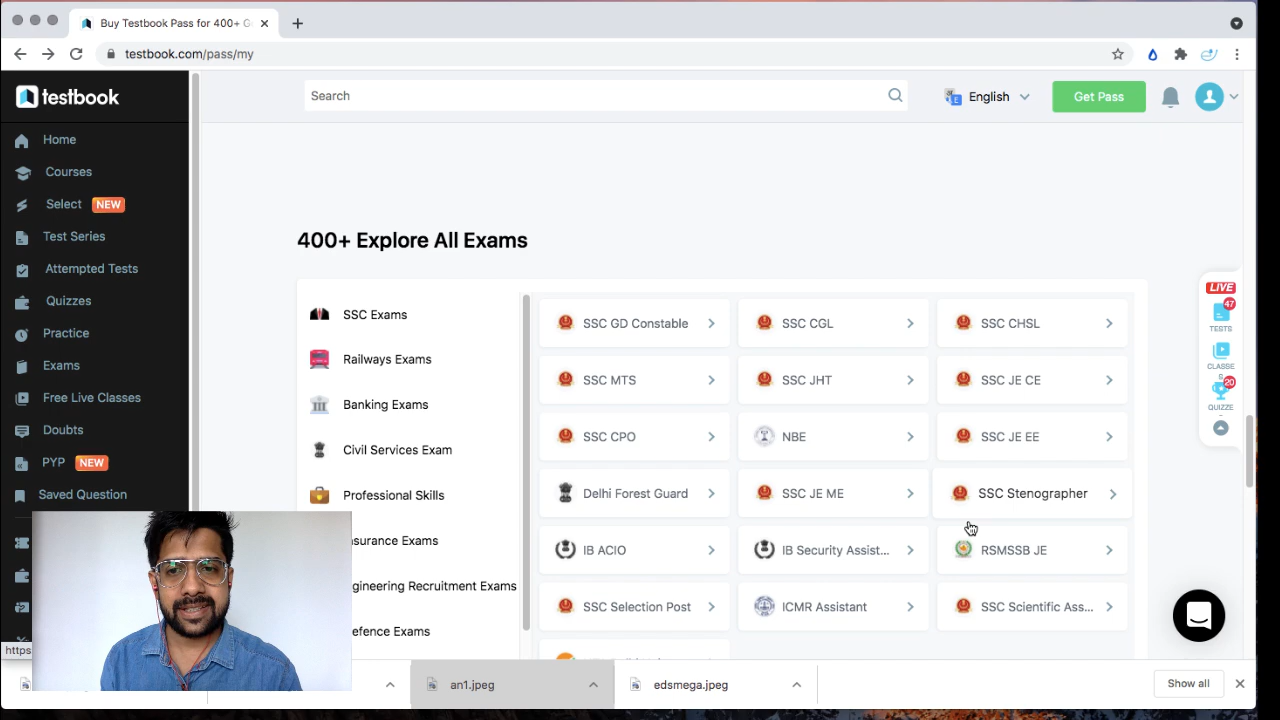 Buy Testbook Pass for 400+ G
testbook.com/pass/my
testbook
Search
English
Get Pass
Home
Courses
Select NEW
Test Series
Attempted Tests
Quizzes
Practice
Exams
Free Live Classes
Doubts
PYP NEW
Saved Question
https
400+ Explore All Exams
SSC Exams
Railways Exams
Banking Exams
Civil Services Exam
Professional Skills
nsurance Exams
ngineering Recruitment Exams
efence Exams
SSC GD Constable
SSC CGL
SSC CHSL
SSC MTS
SSC JHT
SSC JE CE
SSC CPO
NBE
SSC JE EE
Delhi Forest Guard
SSC JE ME
SSC Stenographer
IB ACIO
IB Security Assist...
RSMSSB JE
SSC Selection Post
ICMR Assistant
SSC Scientific Ass...
LIVE
47
TESTS
CLASSE
20
QUIZZE
an1.jpeg
edsmega.jpeg
Show all